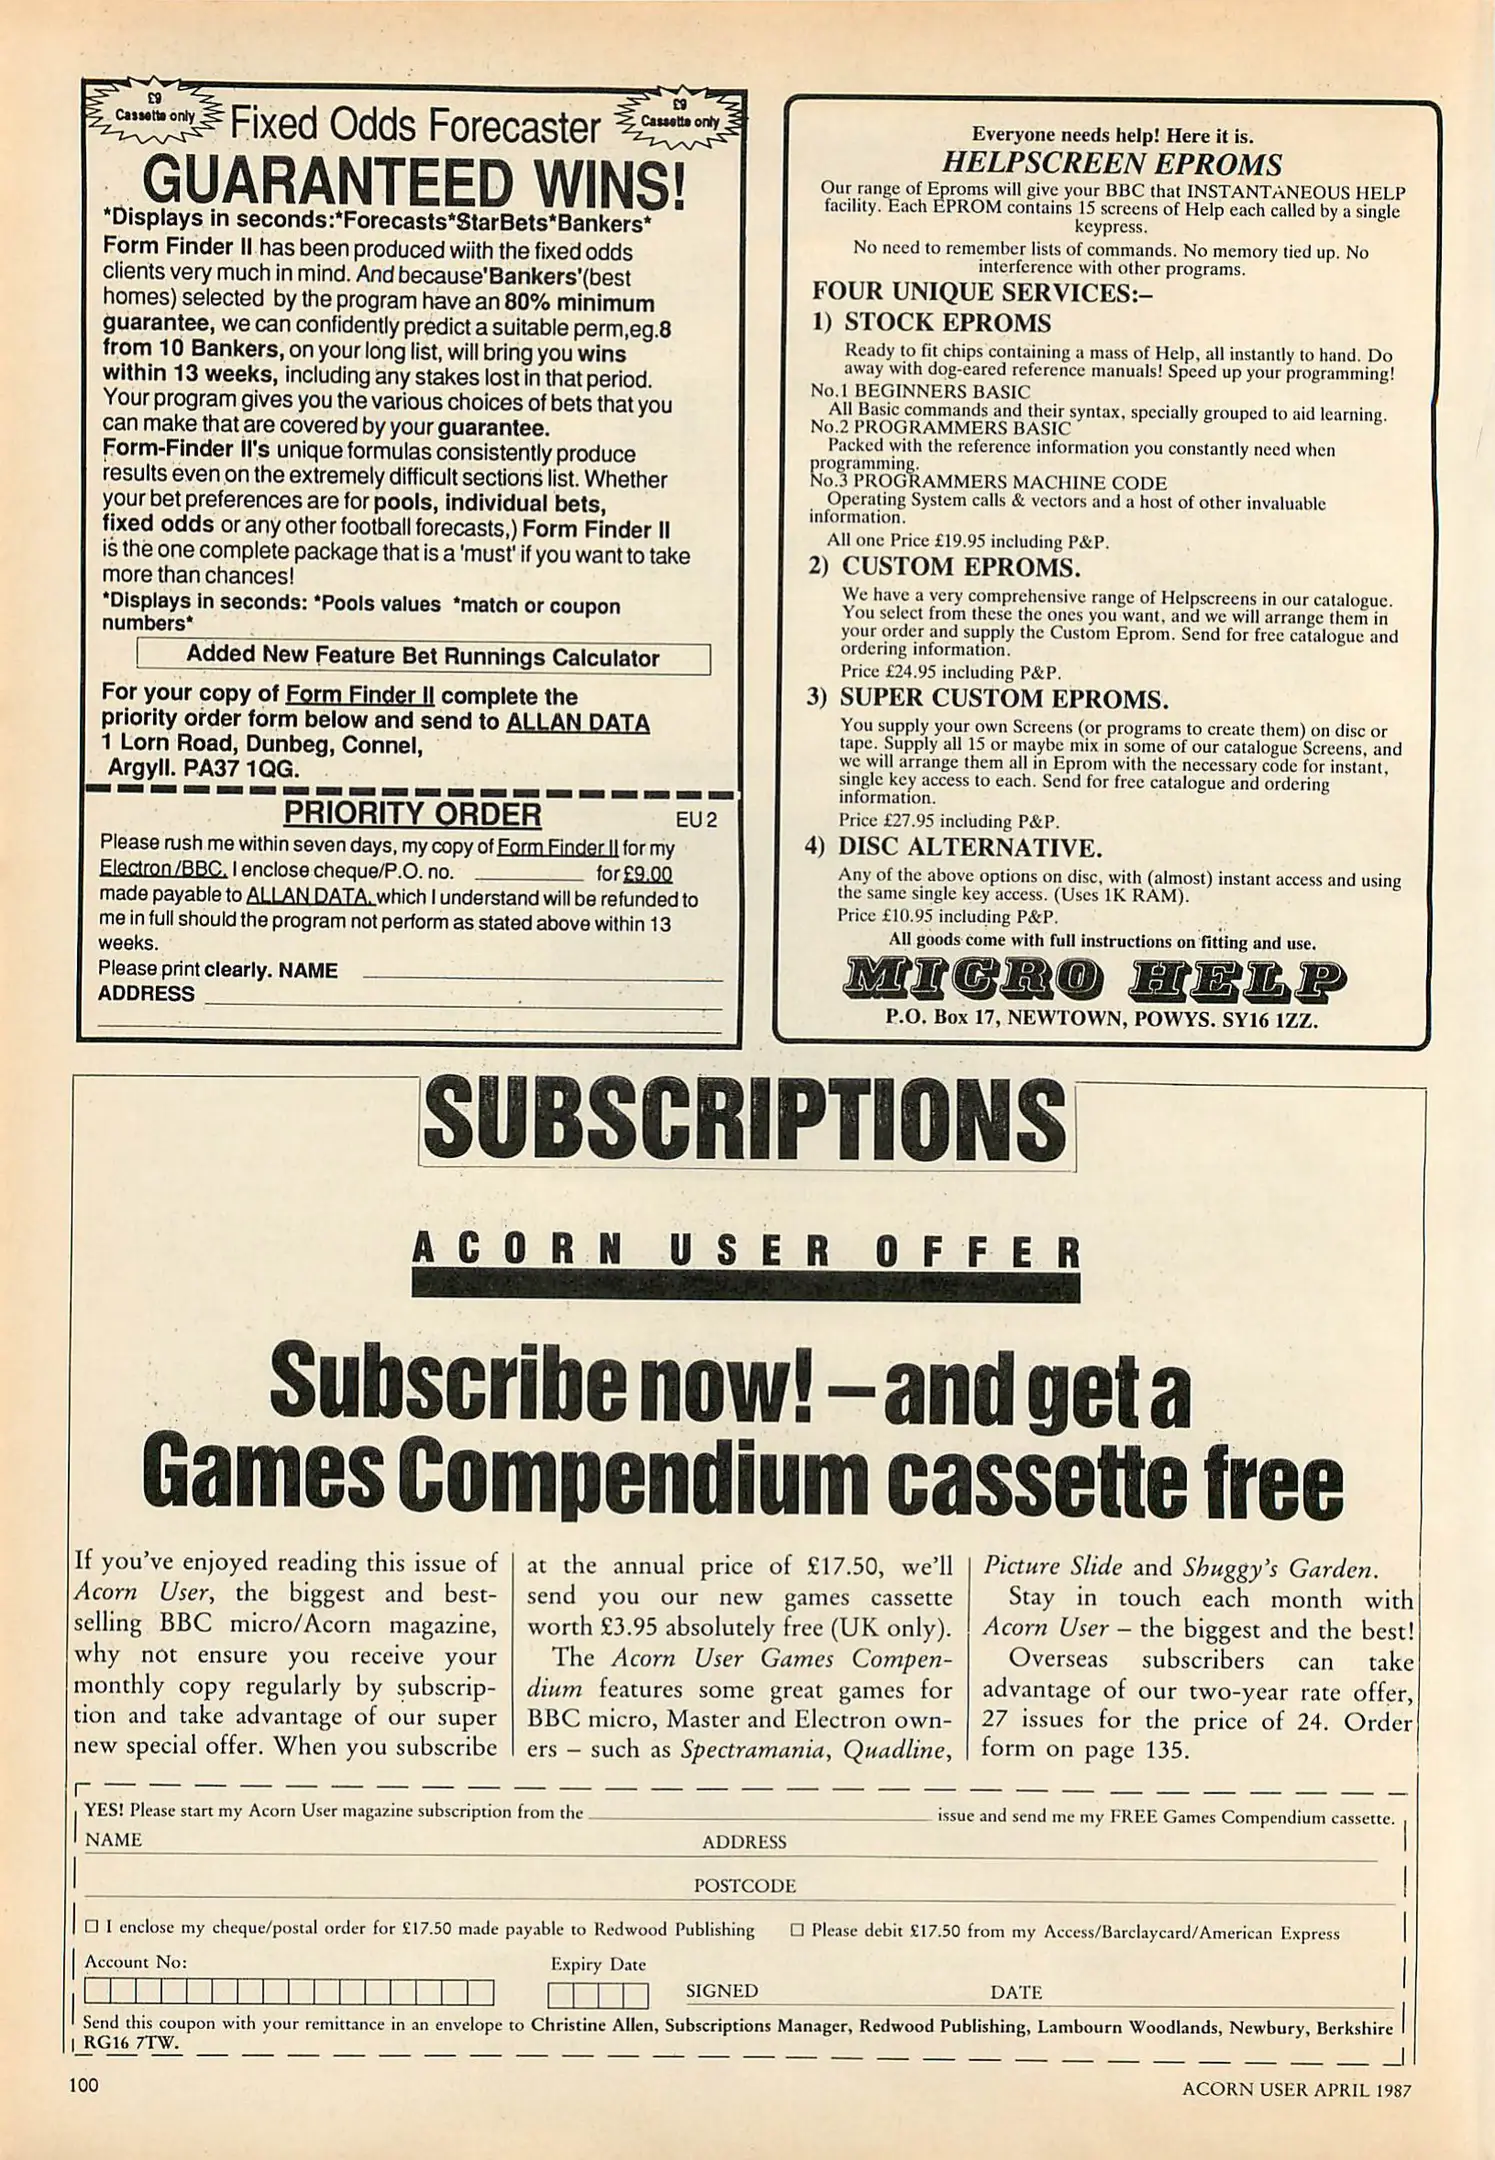 £9
Cassette only
Fixed Odds Forecaster
£9
Cassette only
GUARANTEED WINS!
*Displays in seconds:*Forecasts*StarBets*Bankers*
Form Finder II has been produced wiith the fixed odds
clients very much in mind. And because'Bankers'(best
homes) selected by the program have an 80% minimum
guarantee, we can confidently predict a suitable perm,eg.8
from 10 Bankers, on your long list, will bring you wins
within 13 weeks, including any stakes lost in that period.
Your program gives you the various choices of bets that you
can make that are covered by your guarantee.
Form-Finder II's unique formulas consistently produce
results even on the extremely difficult sections list. Whether
your bet preferences are for pools, individual bets,
fixed odds or any other football forecasts,) Form Finder II
is the one complete package that is a 'must' if you want to take
more than chances!
*Displays in seconds: *Pools values *match or coupon
numbers*
Added New Feature Bet Runnings Calculator
For your copy of Form Finder II complete the
priority order form below and send to ALLAN DATA
1 Lorn Road, Dunbeg, Connel,
Argyll. PA37 1QG.
PRIORITY ORDER
EU2
Please rush me within seven days, my copy of Form Finder II for my
Electron/BBC. I enclose cheque/P.O. no. for £9.00
made payable to ALLAN DATA. which I understand will be refunded to
me in full should the program not perform as stated above within 13
weeks.
Please print clearly. NAME
ADDRESS
Everyone needs help! Here it is.
HELPSCREEN EPROMS
Our range of Eproms will give your BBC that INSTANTANEOUS HELP
facility. Each EPROM contains 15 screens of Help each called by a single
keypress.
No need to remember lists of commands. No memory tied up. No
interference with other programs.
FOUR UNIQUE SERVICES:–
1) STOCK EPROMS
Ready to fit chips containing a mass of Help, all instantly to hand. Do
away with dog-eared reference manuals! Speed up your programming!
No.1 BEGINNERS BASIC
All Basic commands and their syntax, specially grouped to aid learning.
No.2 PROGRAMMERS BASIC
Packed with the reference information you constantly need when
programming.
No.3 PROGRAMMERS MACHINE CODE
Operating System calls & vectors and a host of other invaluable
information.
All one Price £19.95 including P&P.
2) CUSTOM EPROMS.
We have a very comprehensive range of Helpscreens in our catalogue.
You select from these the ones you want, and we will arrange them in
your order and supply the Custom Eprom. Send for free catalogue and
ordering information.
Price £24.95 including P&P.
3) SUPER CUSTOM EPROMS.
You supply your own Screens (or programs to create them) on disc or
tape. Supply all 15 or maybe mix in some of our catalogue Screens, and
we will arrange them all in Eprom with the necessary code for instant,
single key access to each. Send for free catalogue and ordering
information.
Price £27.95 including P&P.
4) DISC ALTERNATIVE.
Any of the above options on disc, with (almost) instant access and using
the same single key access. (Uses 1K RAM).
Price £10.95 including P&P.
All goods come with full instructions on fitting and use.
MICRO HELP
P.O. Box 17, NEWTOWN, POWYS. SY16 1ZZ.
SUBSCRIPTIONS
ACORN USER OFFER
Subscribe now! – and get a
Games Compendium cassette free
If you've enjoyed reading this issue of
Acorn User, the biggest and best-
selling BBC micro/Acorn magazine,
why not ensure you receive your
monthly copy regularly by subscrip-
tion and take advantage of our super
new special offer. When you subscribe
at the annual price of £17.50, we'll
send you our new games cassette
worth £3.95 absolutely free (UK only).
The Acorn User Games Compen-
dium features some great games for
BBC micro, Master and Electron own-
ers – such as Spectramania, Quadline,
Picture Slide and Shuggy's Garden.
Stay in touch each month with
Acorn User – the biggest and the best!
Overseas subscribers can take
advantage of our two-year rate offer,
27 issues for the price of 24. Order
form on page 135.
YES! Please start my Acorn User magazine subscription from the issue and send me my FREE Games Compendium cassette.
NAME ADDRESS
POSTCODE
☐ I enclose my cheque/postal order for £17.50 made payable to Redwood Publishing ☐ Please debit £17.50 from my Access/Barclaycard/American Express
Account No: Expiry Date
SIGNED DATE
Send this coupon with your remittance in an envelope to Christine Allen, Subscriptions Manager, Redwood Publishing, Lambourn Woodlands, Newbury, Berkshire
RG16 7TW.
100
ACORN USER APRIL 1987